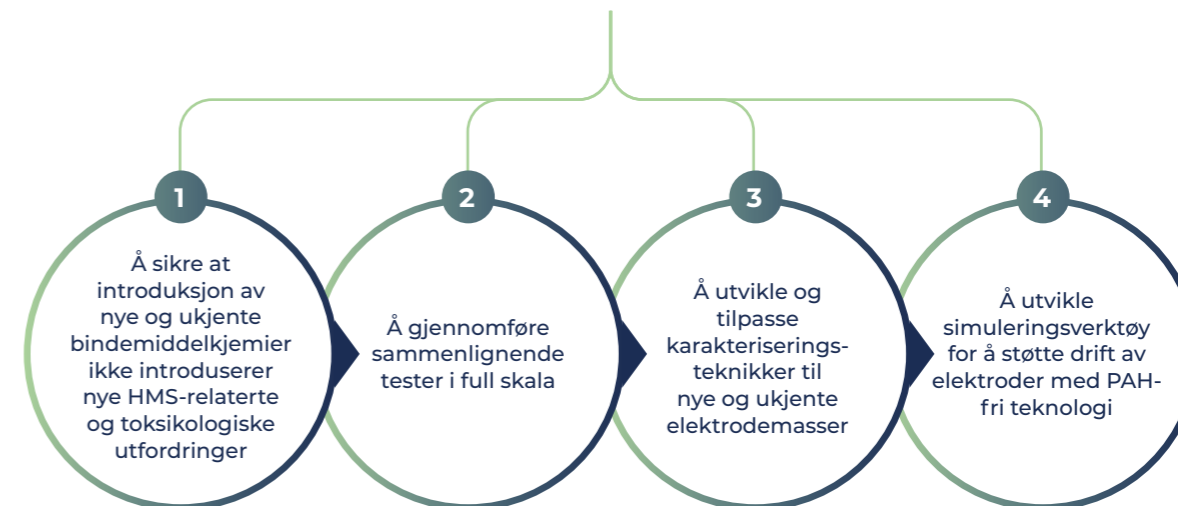 1
Å sikre at
introduksjon av
nye og ukjente
bindemiddelkjemier
ikke introduserer
nye HMS-relaterte
og toksikologiske
utfordringer
2
Å gjennomføre
sammenlignende
tester i full skala
3
Å utvikle og
tilpasse
karakteriserings-
teknikker til
nye og ukjente
elektrodemasser
4
Å utvikle
simuleringsverktøy
for å støtte drift av
elektroder med PAH-
fri teknologi